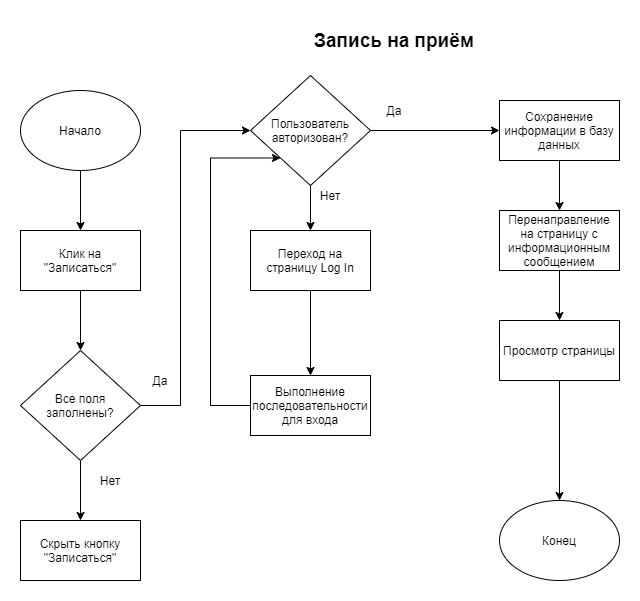 Запись на приём
Начало
Клик на
"Записаться"
Все поля
заполнены?
Да
Нет
Скрыть кнопку
"Записаться"
Пользователь
авторизован?
Да
Нет
Переход на
страницу Log In
Выполнение
последовательности
для входа
Сохранение
информации в базу
данных
Перенаправление
на страницу с
информационным
сообщением
Просмотр страницы
Конец